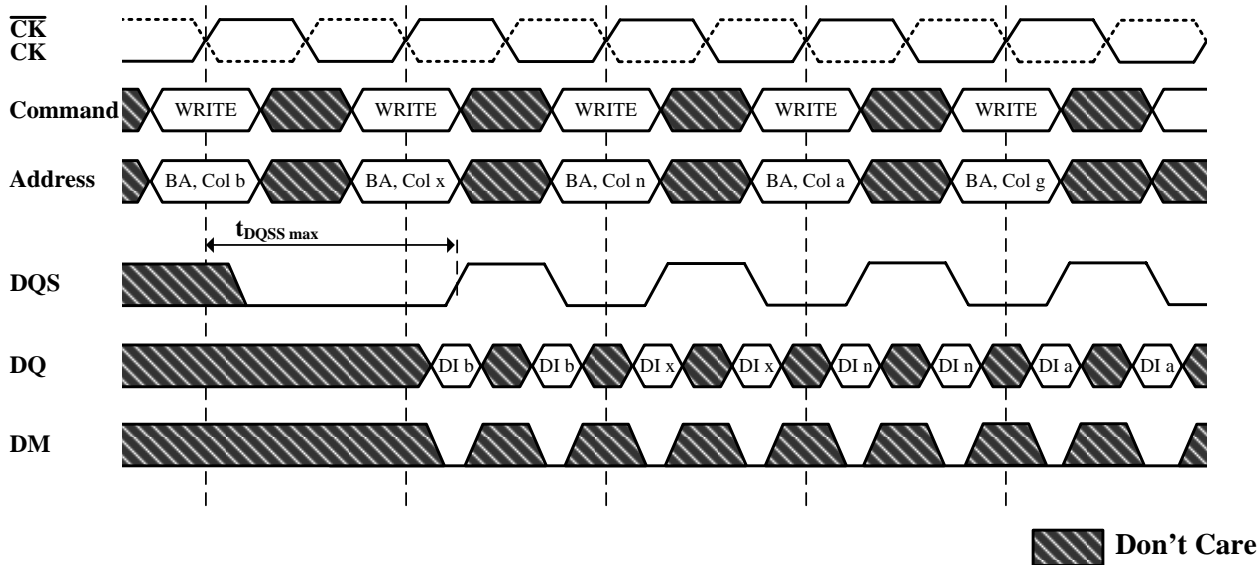 CK
CK
Command WRITE WRITE WRITE WRITE WRITE
Address BA, Col b BA, Col x BA, Col n BA, Col a BA, Col g
tDQSS max
DQS
DQ DI b DI b DI x DI x DI n DI n DI a DI a
DM
Don't Care